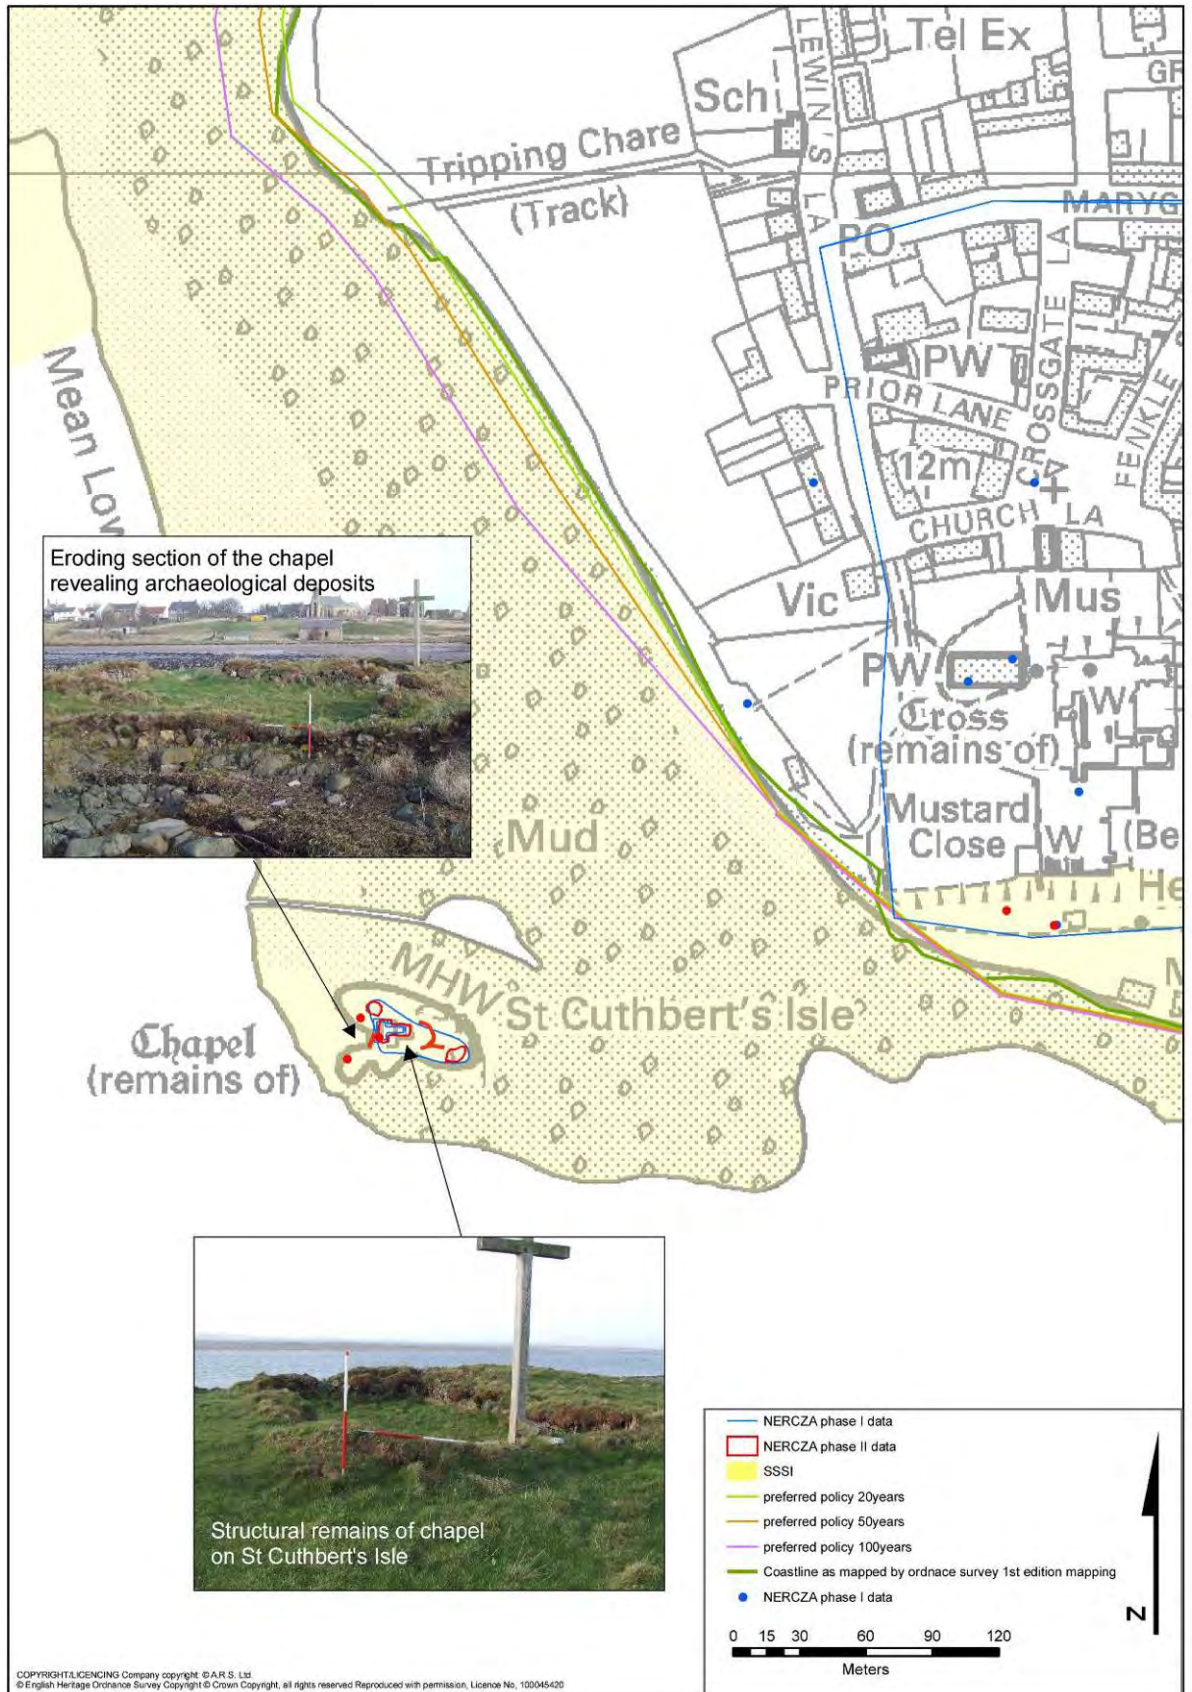 Tel Ex
GR
Sch
LEWIN'S LA
Tripping Chare
(Track)
MARYG
PO
CROSSGATE LA
PW
PRIOR LANE
FENKLE
Mean Low
12m
CHURCH LA
Eroding section of the chapel
revealing archaeological deposits
Vic
Mus
PW
W
Cross
(remains of)
Mustard
Close
W
(Be
Mud
He
MHW
St Cuthbert's Isle
Chapel
(remains of)
Structural remains of chapel
on St Cuthbert's Isle
NERCZA phase I data
NERCZA phase II data
SSSI
preferred policy 20years
preferred policy 50years
preferred policy 100years
Coastline as mapped by ordnace survey 1st edition mapping
NERCZA phase I data
N
0 15 30 60 90 120
Meters
COPYRIGHT/LICENCING Company copyright © A.R.S. Ltd
© English Heritage Ordnance Survey Copyright © Crown Copyright, all rights reserved Reproduced with permission, Licence No, 100045420